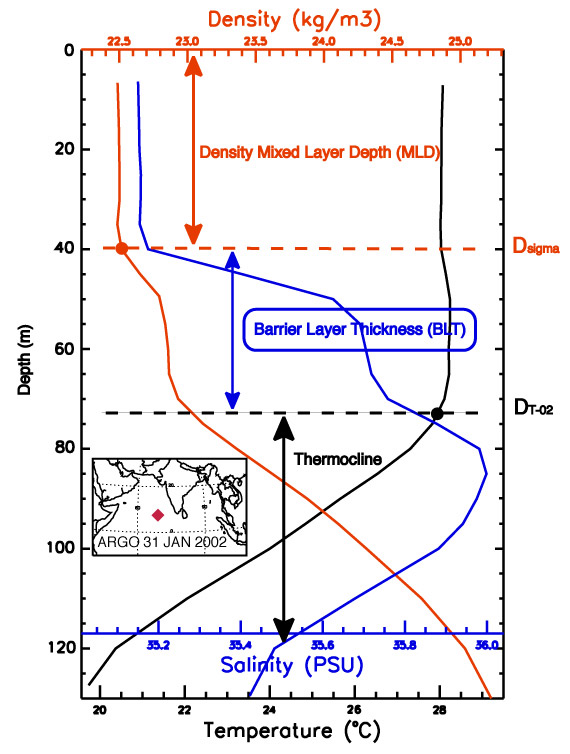 Density (kg/m3)
22.5 23.0 23.5 24.0 24.5 25.0
0
20
40
60
80
100
120
Depth (m)
Density Mixed Layer Depth (MLD)
Dsigma
Barrier Layer Thickness (BLT)
DT-02
Thermocline
ARGO 31 JAN 2002
35.2 35.4 35.6 35.8 36.0
Salinity (PSU)
20 22 24 26 28
Temperature (°C)